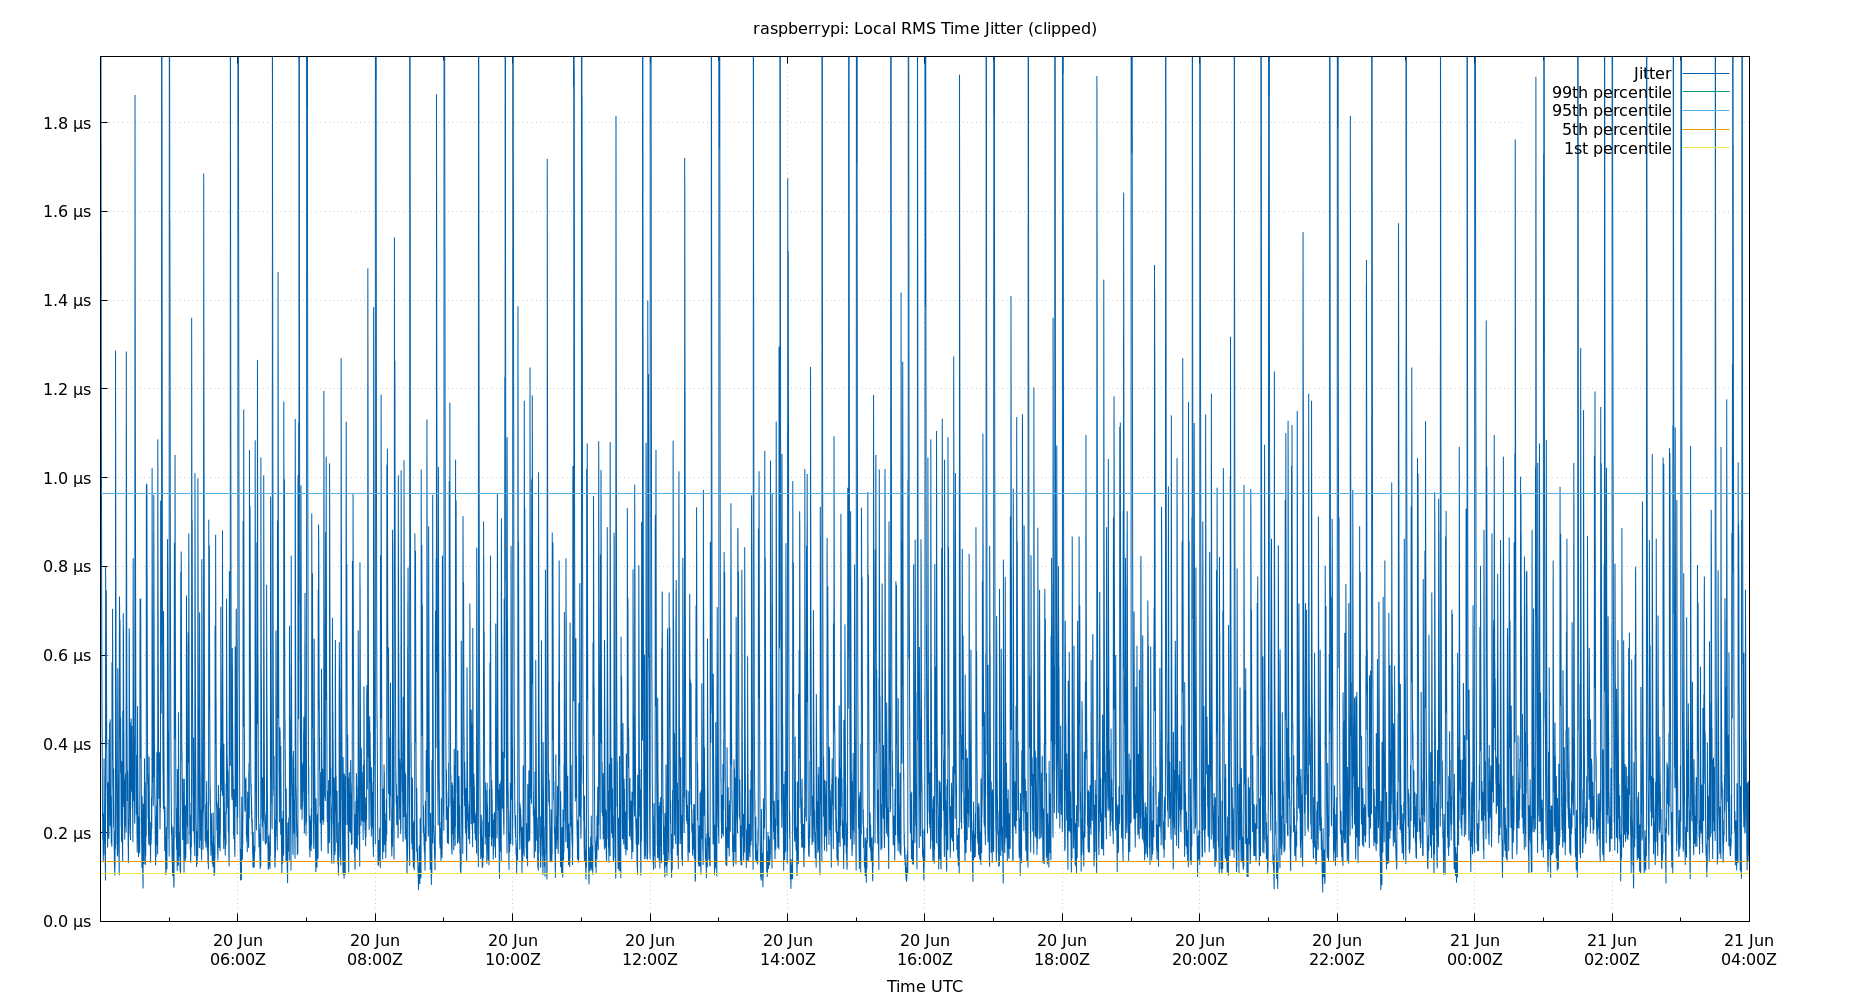 raspberrypi: Local RMS Time Jitter (clipped)
Jitter
99th percentile
95th percentile
5th percentile
1st percentile
1.8 μs
1.6 μs
1.4 μs
1.2 μs
1.0 μs
0.8 μs
0.6 μs
0.4 μs
0.2 μs
0.0 μs
20 Jun 20 Jun 20 Jun 20 Jun 20 Jun 20 Jun 20 Jun 20 Jun 20 Jun 21 Jun 21 Jun 21 Jun
06:00Z 08:00Z 10:00Z 12:00Z 14:00Z 16:00Z 18:00Z 20:00Z 22:00Z 00:00Z 02:00Z 04:00Z
Time UTC